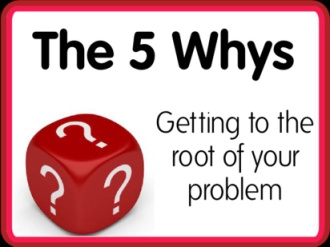 The 5 Whys
Getting to the
root of your
problem
? ? ?